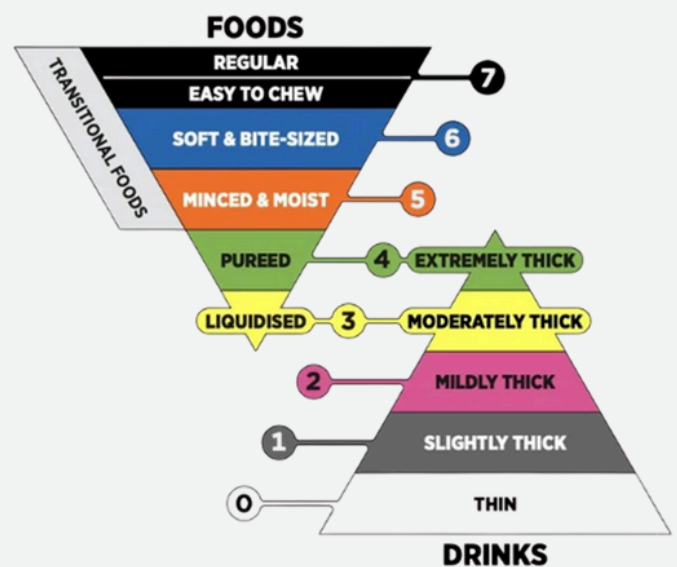 FOODS
TRANSITIONAL FOODS
REGULAR
7
EASY TO CHEW
SOFT & BITE-SIZED
6
MINCED & MOIST
5
PUREED
4
EXTREMELY THICK
LIQUIDISED
3
MODERATELY THICK
2
MILDLY THICK
1
SLIGHTLY THICK
0
THIN
DRINKS